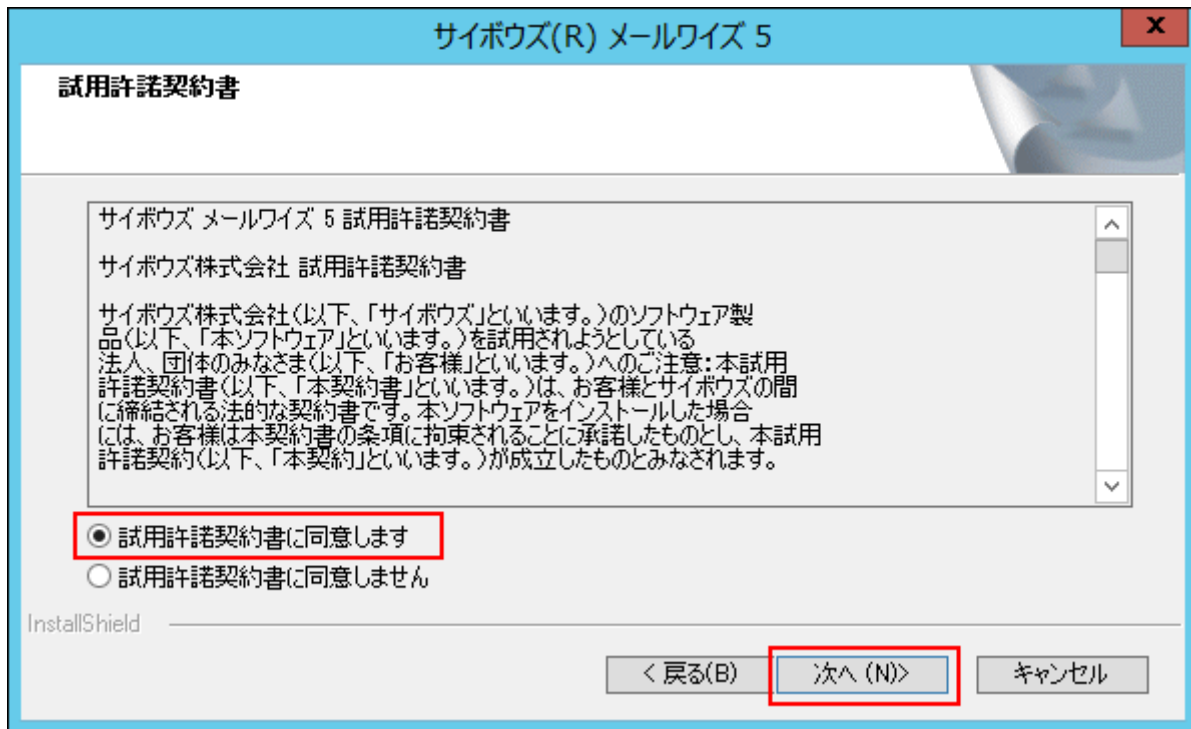 サイボウズ(R) メールワイズ 5
x
試用許諾契約書
サイボウズ メールワイズ 5 試用許諾契約書
サイボウズ株式会社 試用許諾契約書
サイボウズ株式会社(以下、「サイボウズ」といいます。)のソフトウェア製
品(以下、「本ソフトウェア」といいます。)を試用されようとしている
法人、団体のみなさま(以下、「お客様」といいます。)へのご注意:本試用
許諾契約書(以下、「本契約書」といいます。)は、お客様とサイボウズの間
に締結される法的な契約書です。本ソフトウェアをインストールした場合
には、お客様は本契約書の条項に拘束されることに承諾したものとし、本試用
許諾契約(以下、「本契約」といいます。)が成立したものとみなされます。
試用許諾契約書に同意します
試用許諾契約書に同意しません
InstallShield
< 戻る(B) 次へ (N)> キャンセル